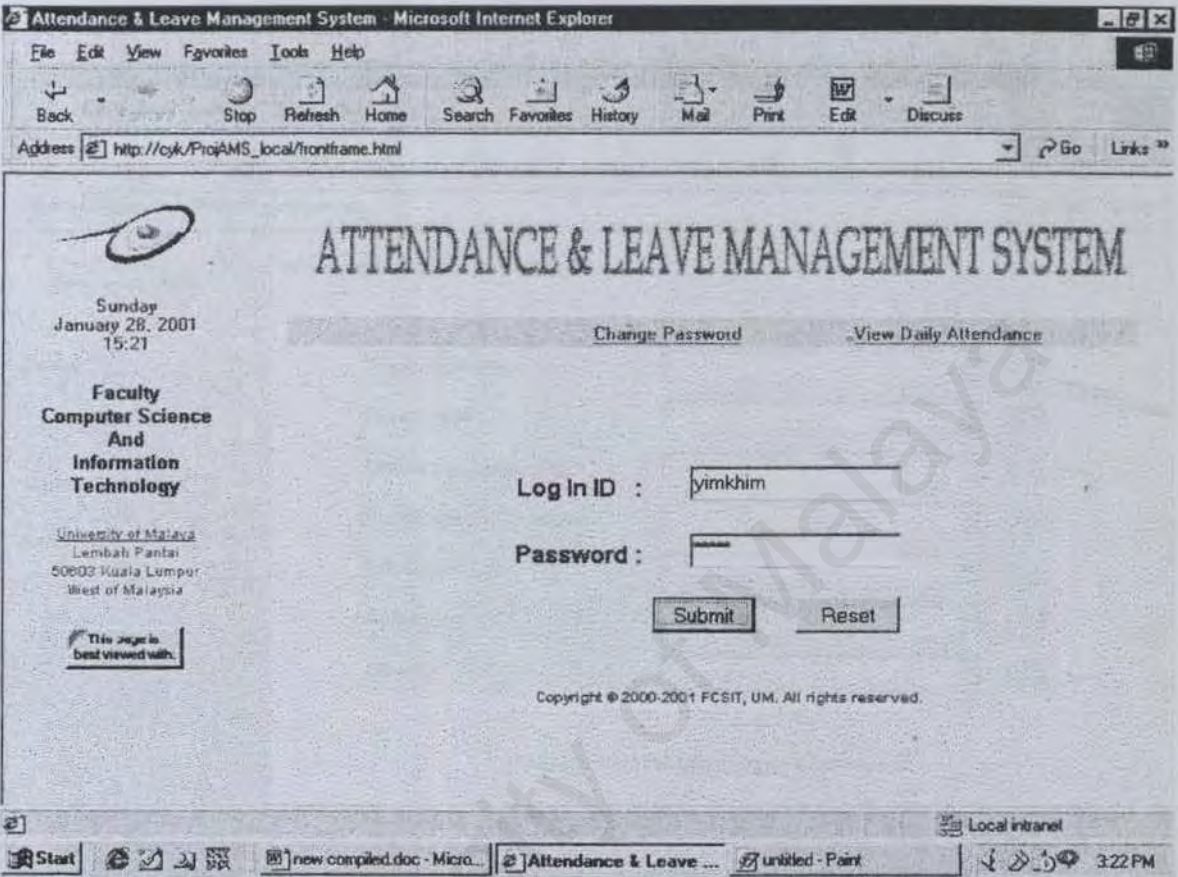 Attendance & Leave Management System - Microsoft Internet Explorer
File Edit View Favorites Tools Help
Back Forward Stop Refresh Home Search Favorites History Mail Print Edit Discuss
Address http://cyk/ProjAMS_local/frontframe.html Go Links »
ATTENDANCE & LEAVE MANAGEMENT SYSTEM
Sunday
January 28, 2001
15:21
Change Password View Daily Attendance
Faculty
Computer Science
And
Information
Technology
Log In ID : yimkhim
University of Malaya
Lembah Pantai
50603 Kuala Lumpur
West of Malaysia
Password : *****
Submit Reset
This page is
best viewed with.
Copyright © 2000-2001 FCSIT, UM. All rights reserved.
Local intranet
Start new compiled.doc - Micro... Attendance & Leave ... untitled - Paint 3:22 PM
ity of Malaya